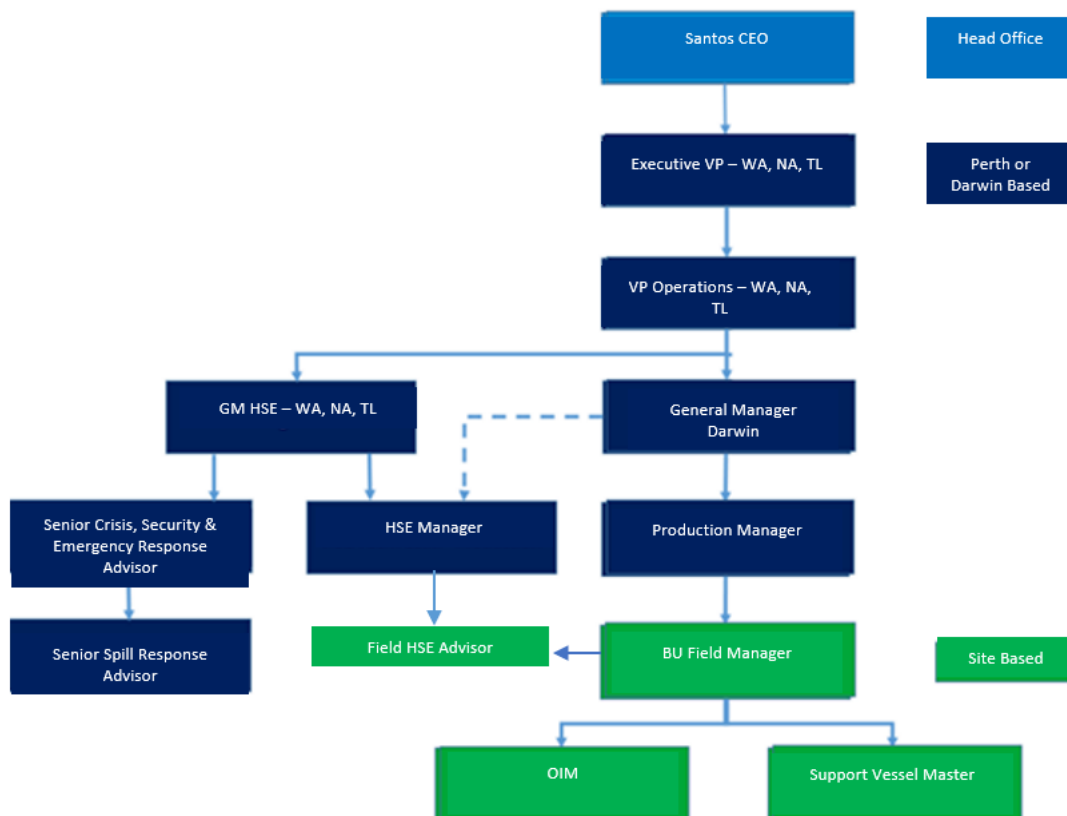 Santos CEO
Head Office
Executive VP – WA, NA, TL
Perth or
Darwin Based
VP Operations – WA, NA,
TL
GM HSE – WA, NA, TL
General Manager
Darwin
Senior Crisis, Security &
Emergency Response
Advisor
HSE Manager
Production Manager
Senior Spill Response
Advisor
Field HSE Advisor
BU Field Manager
Site Based
OIM
Support Vessel Master